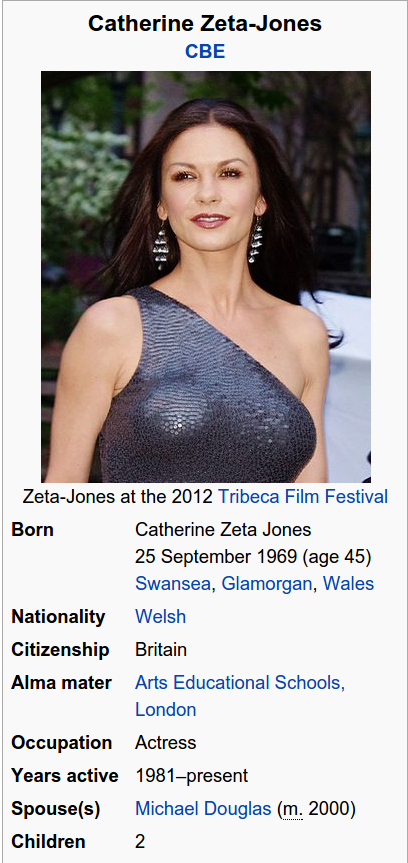 Catherine Zeta-Jones
CBE
Zeta-Jones at the 2012 Tribeca Film Festival
Born Catherine Zeta Jones
25 September 1969 (age 45)
Swansea, Glamorgan, Wales
Nationality Welsh
Citizenship Britain
Alma mater Arts Educational Schools,
London
Occupation Actress
Years active 1981–present
Spouse(s) Michael Douglas (m. 2000)
Children 2